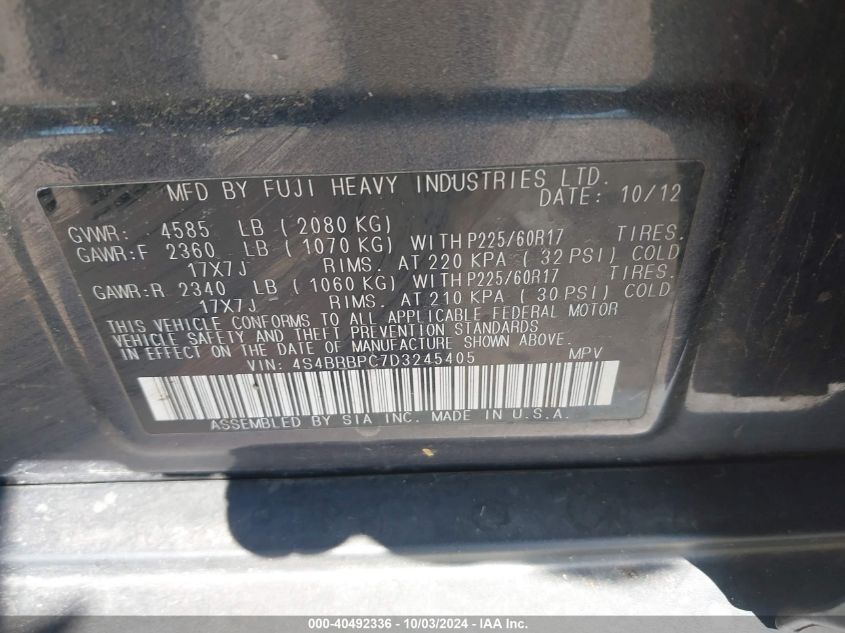 MFD BY FUJI HEAVY INDUSTRIES LTD.
DATE: 10/12
GVWR: 4585 LB (2080 KG)
GAWR:F 2360 LB (1070 KG) WITH P225/60R17 TIRES.
17X7J RIMS. AT 220 KPA (32 PSI) COLD
GAWR:R 2340 LB (1060 KG) WITH P225/60R17 TIRES.
17X7J RIMS. AT 210 KPA (30 PSI) COLD
THIS VEHICLE CONFORMS TO ALL APPLICABLE FEDERAL MOTOR
VEHICLE SAFETY AND THEFT PREVENTION STANDARDS
IN EFFECT ON THE DATE OF MANUFACTURE SHOWN ABOVE.
VIN: 4S4BRBPC7D3245405 MPV
ASSEMBLED BY SIA INC. MADE IN U.S.A.
000-40492336 - 10/03/2024 - IAA Inc.